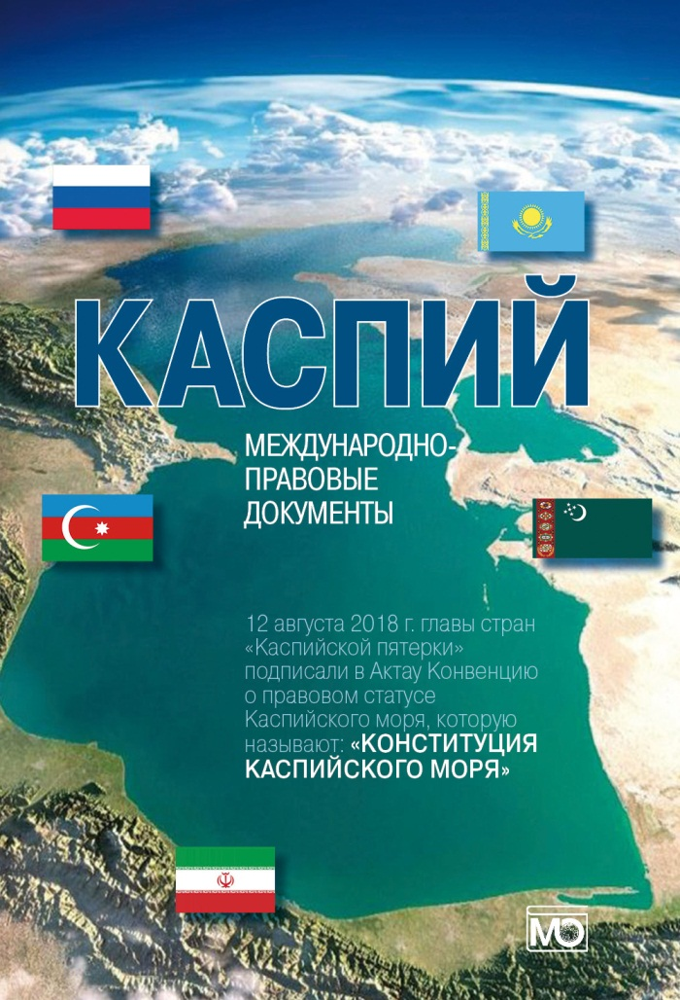 КАСПИЙ
МЕЖДУНАРОДНО-
ПРАВОВЫЕ
ДОКУМЕНТЫ
12 августа 2018 г. главы стран
«Каспийской пятерки»
подписали в Актау Конвенцию
о правовом статусе
Каспийского моря, которую
называют: «КОНСТИТУЦИЯ
КАСПИЙСКОГО МОРЯ»
МО